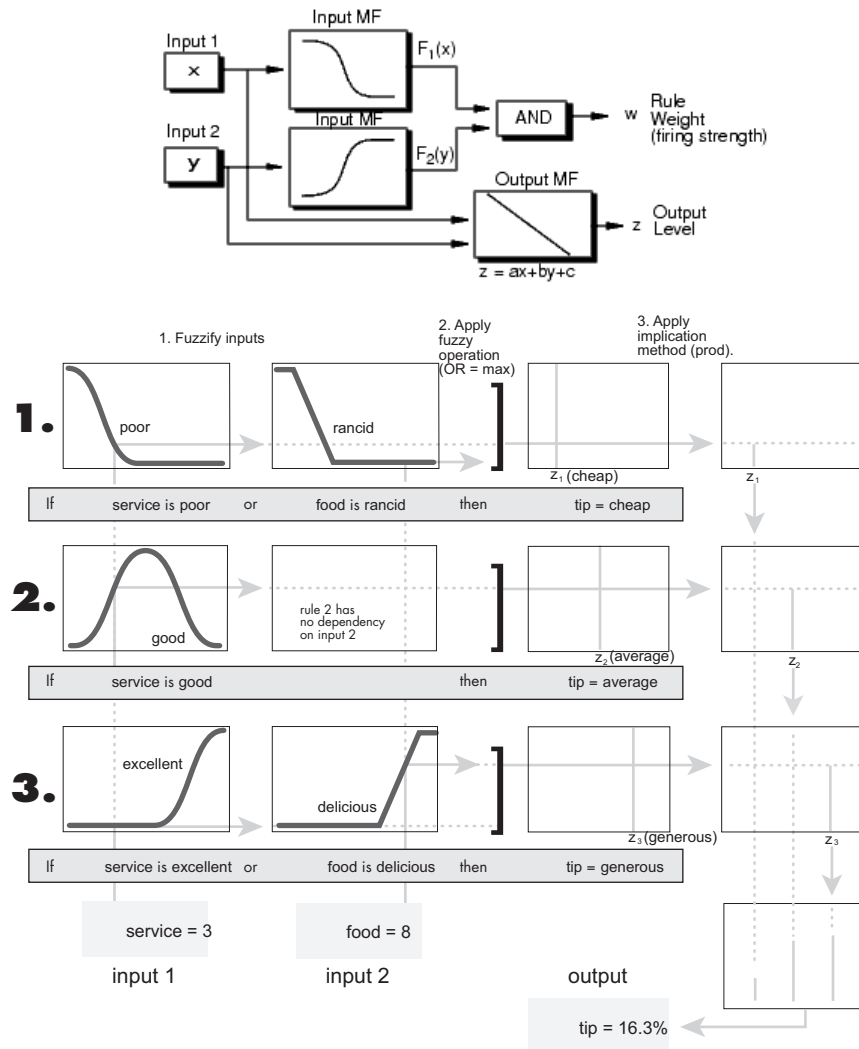 Input MF
Input 1
x
F1(x)
Input 2
y
Input MF
F2(y)
AND
w
Rule
Weight
(firing strength)
Output MF
z
Output
Level
z = ax+by+c
1. Fuzzify inputs
2. Apply
fuzzy
operation
(OR = max)
3. Apply
implication
method (prod).
1.
poor
rancid
z1 (cheap)
z1
If service is poor or food is rancid then tip = cheap
2.
good
rule 2 has
no dependency
on input 2
z2 (average)
z2
If service is good then tip = average
3.
excellent
delicious
z3 (generous)
z3
If service is excellent or food is delicious then tip = generous
service = 3
food = 8
input 1
input 2
output
tip = 16.3%